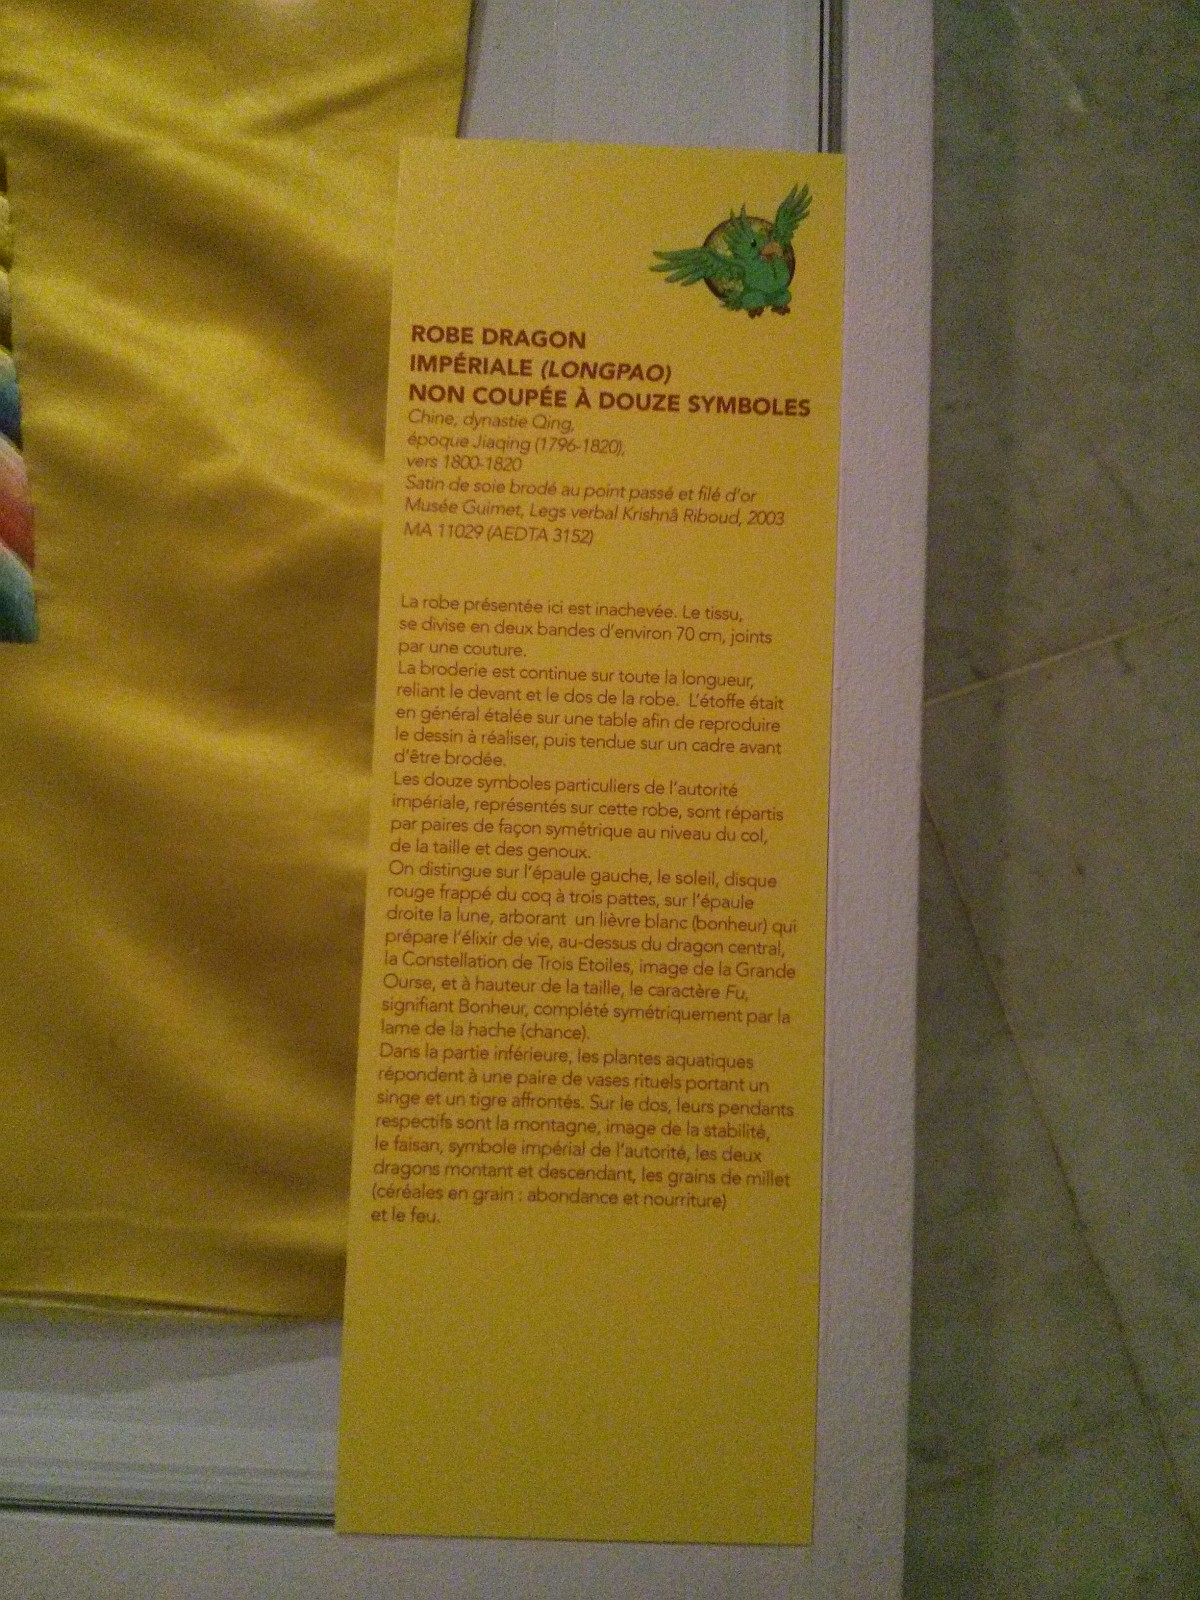 ROBE DRAGON
IMPÉRIALE (LONGPAO)
NON COUPÉE À DOUZE SYMBOLES
Chine, dynastie Qing,
époque Jiaqing (1796-1820),
vers 1800-1820
Satin de soie brodé au point passé et filé d'or
Musée Guimet, Legs verbal Krishnâ Riboud, 2003
MA 11029 (AEDTA 3152)
La robe présentée ici est inachevée. Le tissu,
se divise en deux bandes d'environ 70 cm, joints
par une couture.
La broderie est continue sur toute la longueur,
reliant le devant et le dos de la robe. L'étoffe était
en général étalée sur une table afin de reproduire
le dessin à réaliser, puis tendue sur un cadre avant
d'être brodée.
Les douze symboles particuliers de l'autorité
impériale, représentés sur cette robe, sont répartis
par paires de façon symétrique au niveau du col,
de la taille et des genoux.
On distingue sur l'épaule gauche, le soleil, disque
rouge frappé du coq à trois pattes, sur l'épaule
droite la lune, arborant un lièvre blanc (bonheur) qui
prépare l'élixir de vie, au-dessus du dragon central,
la Constellation de Trois Etoiles, image de la Grande
Ourse, et à hauteur de la taille, le caractère Fu,
signifiant Bonheur, complété symétriquement par la
lame de la hache (chance).
Dans la partie inférieure, les plantes aquatiques
répondent à une paire de vases rituels portant un
singe et un tigre affrontés. Sur le dos, leurs pendants
respectifs sont la montagne, image de la stabilité,
le faisan, symbole impérial de l'autorité, les deux
dragons montant et descendant, les grains de millet
(céréales en grain : abondance et nourriture)
et le feu.